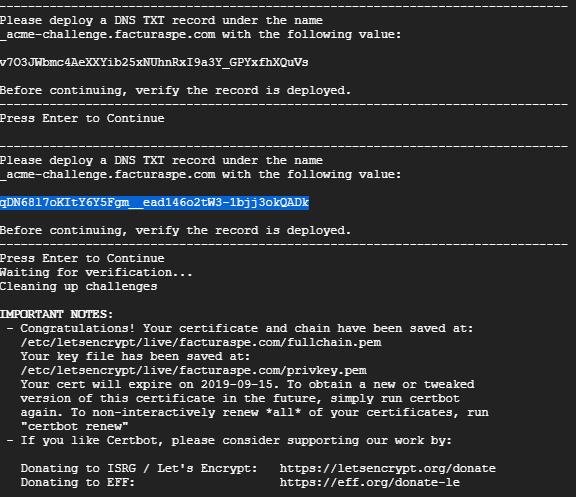 -------------------------------------------------------------------------------
Please deploy a DNS TXT record under the name
_acme-challenge.facturaspe.com with the following value:
v7O3JWbmc4AeXXYib25xNUhnRxI9a3Y_GPYxfhXQuVs
Before continuing, verify the record is deployed.
-------------------------------------------------------------------------------
Press Enter to Continue
-------------------------------------------------------------------------------
Please deploy a DNS TXT record under the name
_acme-challenge.facturaspe.com with the following value:
qDN68l7oKItY6Y5Fgm__ead146o2tW3-lbjj3okQADk
Before continuing, verify the record is deployed.
-------------------------------------------------------------------------------
Press Enter to Continue
Waiting for verification...
Cleaning up challenges
IMPORTANT NOTES:
- Congratulations! Your certificate and chain have been saved at:
/etc/letsencrypt/live/facturaspe.com/fullchain.pem
Your key file has been saved at:
/etc/letsencrypt/live/facturaspe.com/privkey.pem
Your cert will expire on 2019-09-15. To obtain a new or tweaked
version of this certificate in the future, simply run certbot
again. To non-interactively renew *all* of your certificates, run
"certbot renew"
- If you like Certbot, please consider supporting our work by:
Donating to ISRG / Let's Encrypt:   https://letsencrypt.org/donate
Donating to EFF:                    https://eff.org/donate-le